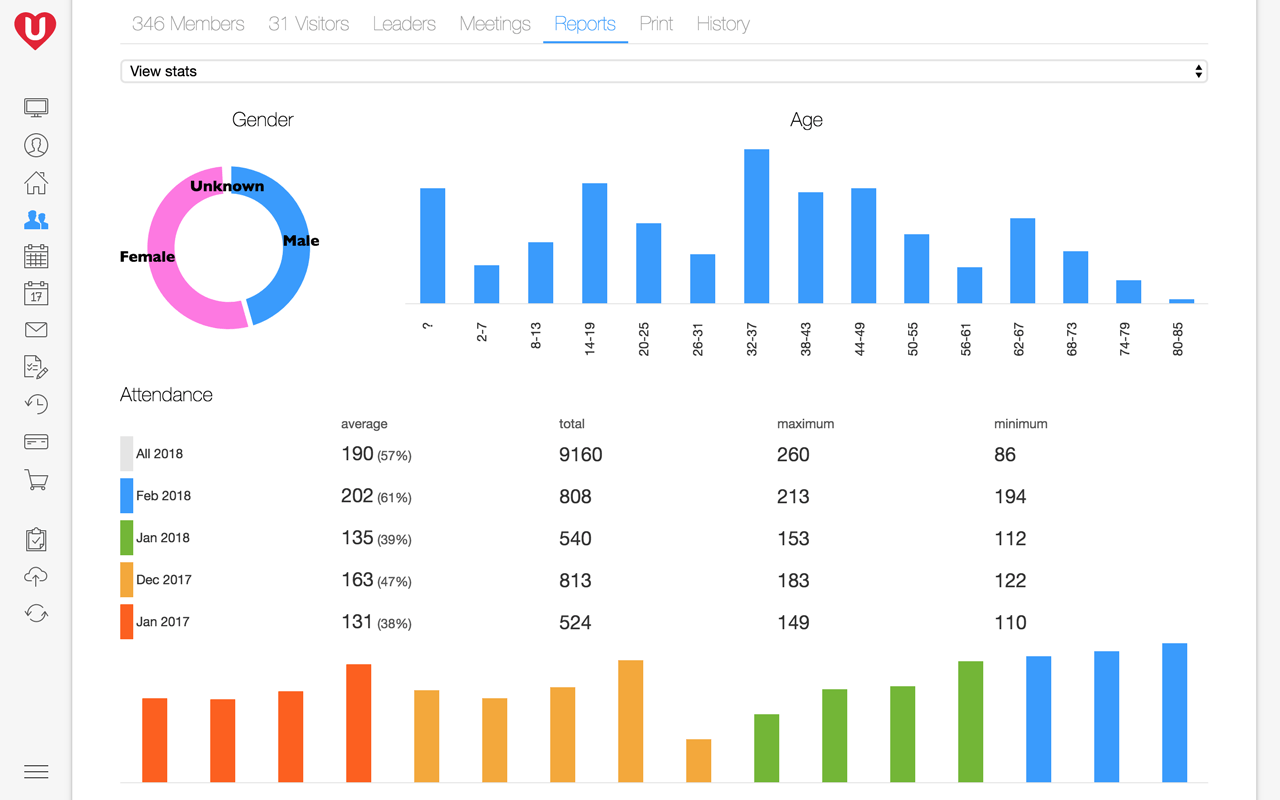 U
346 Members 31 Visitors Leaders Meetings Reports Print History
View stats
Gender
Age
Unknown
Male
Female
17
? 2-7 8-13 14-19 20-25 26-31 32-37 38-43 44-49 50-55 56-61 62-67 68-73 74-79 80-85
Attendance
average total maximum minimum
All 2018 190 (57%) 9160 260 86
Feb 2018 202 (61%) 808 213 194
Jan 2018 135 (39%) 540 153 112
Dec 2017 163 (47%) 813 183 122
Jan 2017 131 (38%) 524 149 110